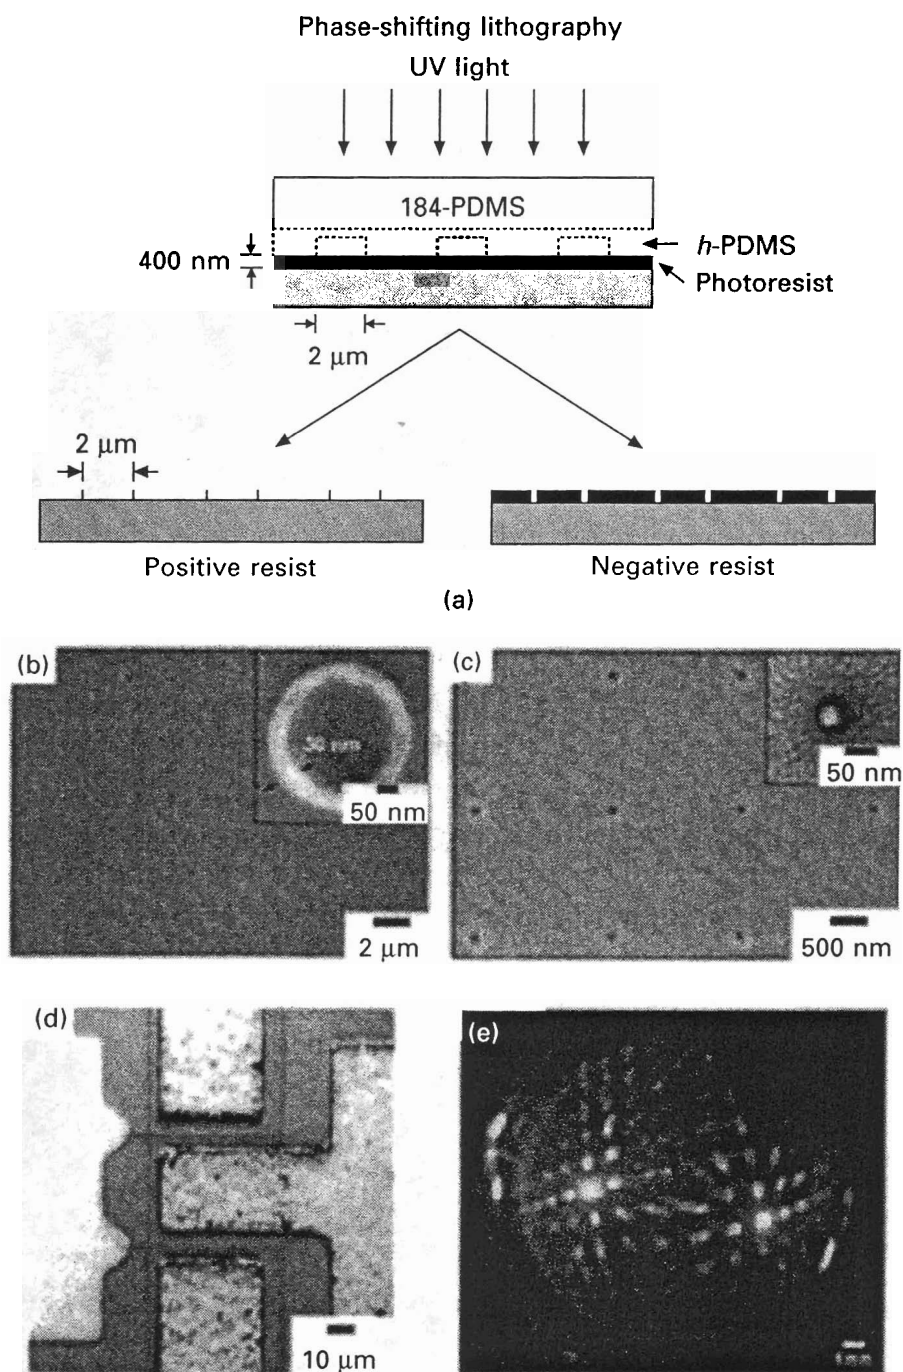 Phase-shifting lithography
UV light
184-PDMS
h-PDMS
400 nm
Photoresist
2 μm
2 μm
Positive resist
Negative resist
(a)
(b)
50 nm
2 μm
(c)
50 nm
500 nm
(d)
10 μm
(e)